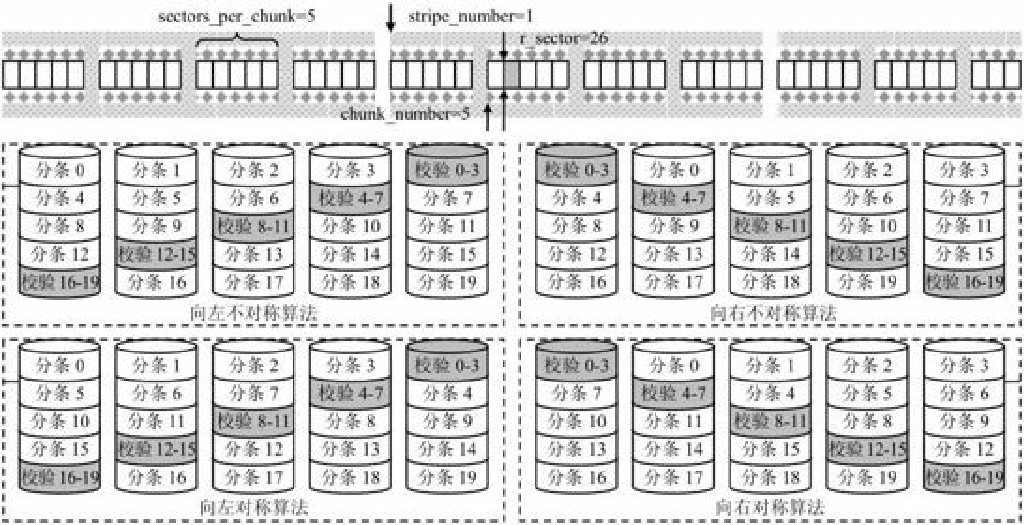 sectors_per_chunk=5 stripe_number=1
r_sector=26
chunk_number=5
分条 0 分条 1 分条 2 分条 3 校验 0-3
分条 4 分条 5 分条 6 校验 4-7 分条 7
分条 8 分条 9 校验 8-11 分条 10 分条 11
分条 12 校验 12-15 分条 13 分条 14 分条 15
校验 16-19 分条 16 分条 17 分条 18 分条 19
向左不对称算法
校验 0-3 分条 0 分条 1 分条 2 分条 3
分条 4 校验 4-7 分条 5 分条 6 分条 7
分条 8 分条 9 校验 8-11 分条 10 分条 11
分条 12 分条 13 分条 14 校验 12-15 分条 15
分条 16 分条 17 分条 18 分条 19 校验 16-19
向右不对称算法
分条 0 分条 1 分条 2 分条 3 校验 0-3
分条 5 分条 6 分条 7 校验 4-7 分条 4
分条 10 分条 11 校验 8-11 分条 8 分条 9
分条 15 校验 12-15 分条 12 分条 13 分条 14
校验 16-19 分条 16 分条 17 分条 18 分条 19
向左对称算法
校验 0-3 分条 0 分条 1 分条 2 分条 3
分条 7 校验 4-7 分条 4 分条 5 分条 6
分条 10 分条 11 校验 8-11 分条 8 分条 9
分条 13 分条 14 分条 15 校验 12-15 分条 12
分条 16 分条 17 分条 18 分条 19 校验 16-19
向右对称算法